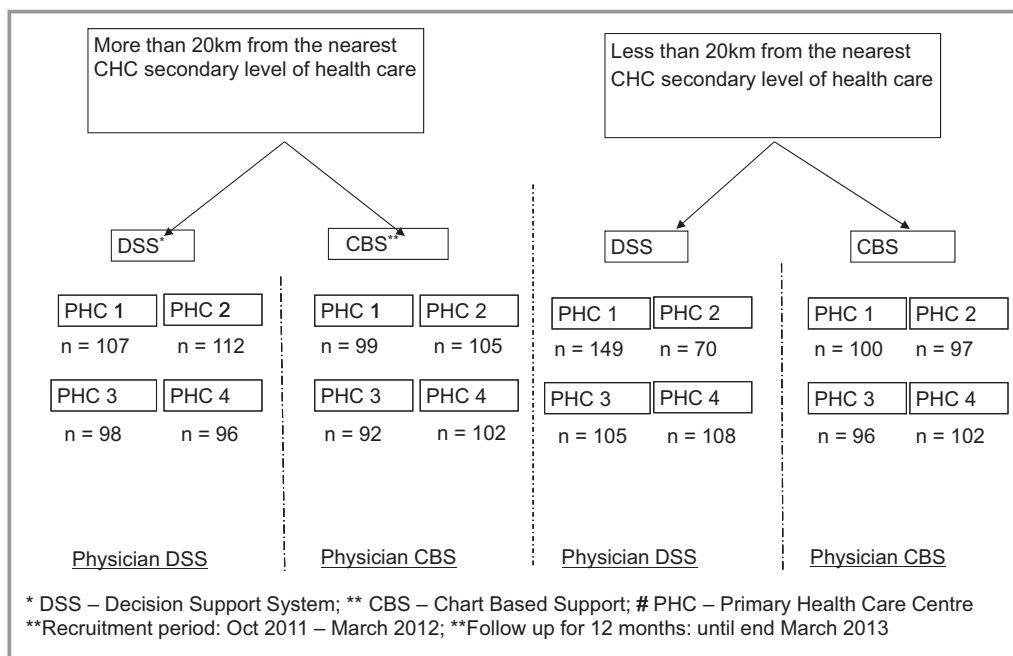 More than 20km from the nearest
CHC secondary level of health care
Less than 20km from the nearest
CHC secondary level of health care
DSS*
CBS**
DSS
CBS
PHC 1
PHC 2
n = 107
n = 112
PHC 3
PHC 4
n = 98
n = 96
PHC 1
PHC 2
n = 99
n = 105
PHC 3
PHC 4
n = 92
n = 102
PHC 1
PHC 2
n = 149
n = 70
PHC 3
PHC 4
n = 105
n = 108
PHC 1
PHC 2
n = 100
n = 97
PHC 3
PHC 4
n = 96
n = 102
Physician DSS
Physician CBS
Physician DSS
Physician CBS
* DSS – Decision Support System; ** CBS – Chart Based Support; # PHC – Primary Health Care Centre
**Recruitment period: Oct 2011 – March 2012; **Follow up for 12 months: until end March 2013